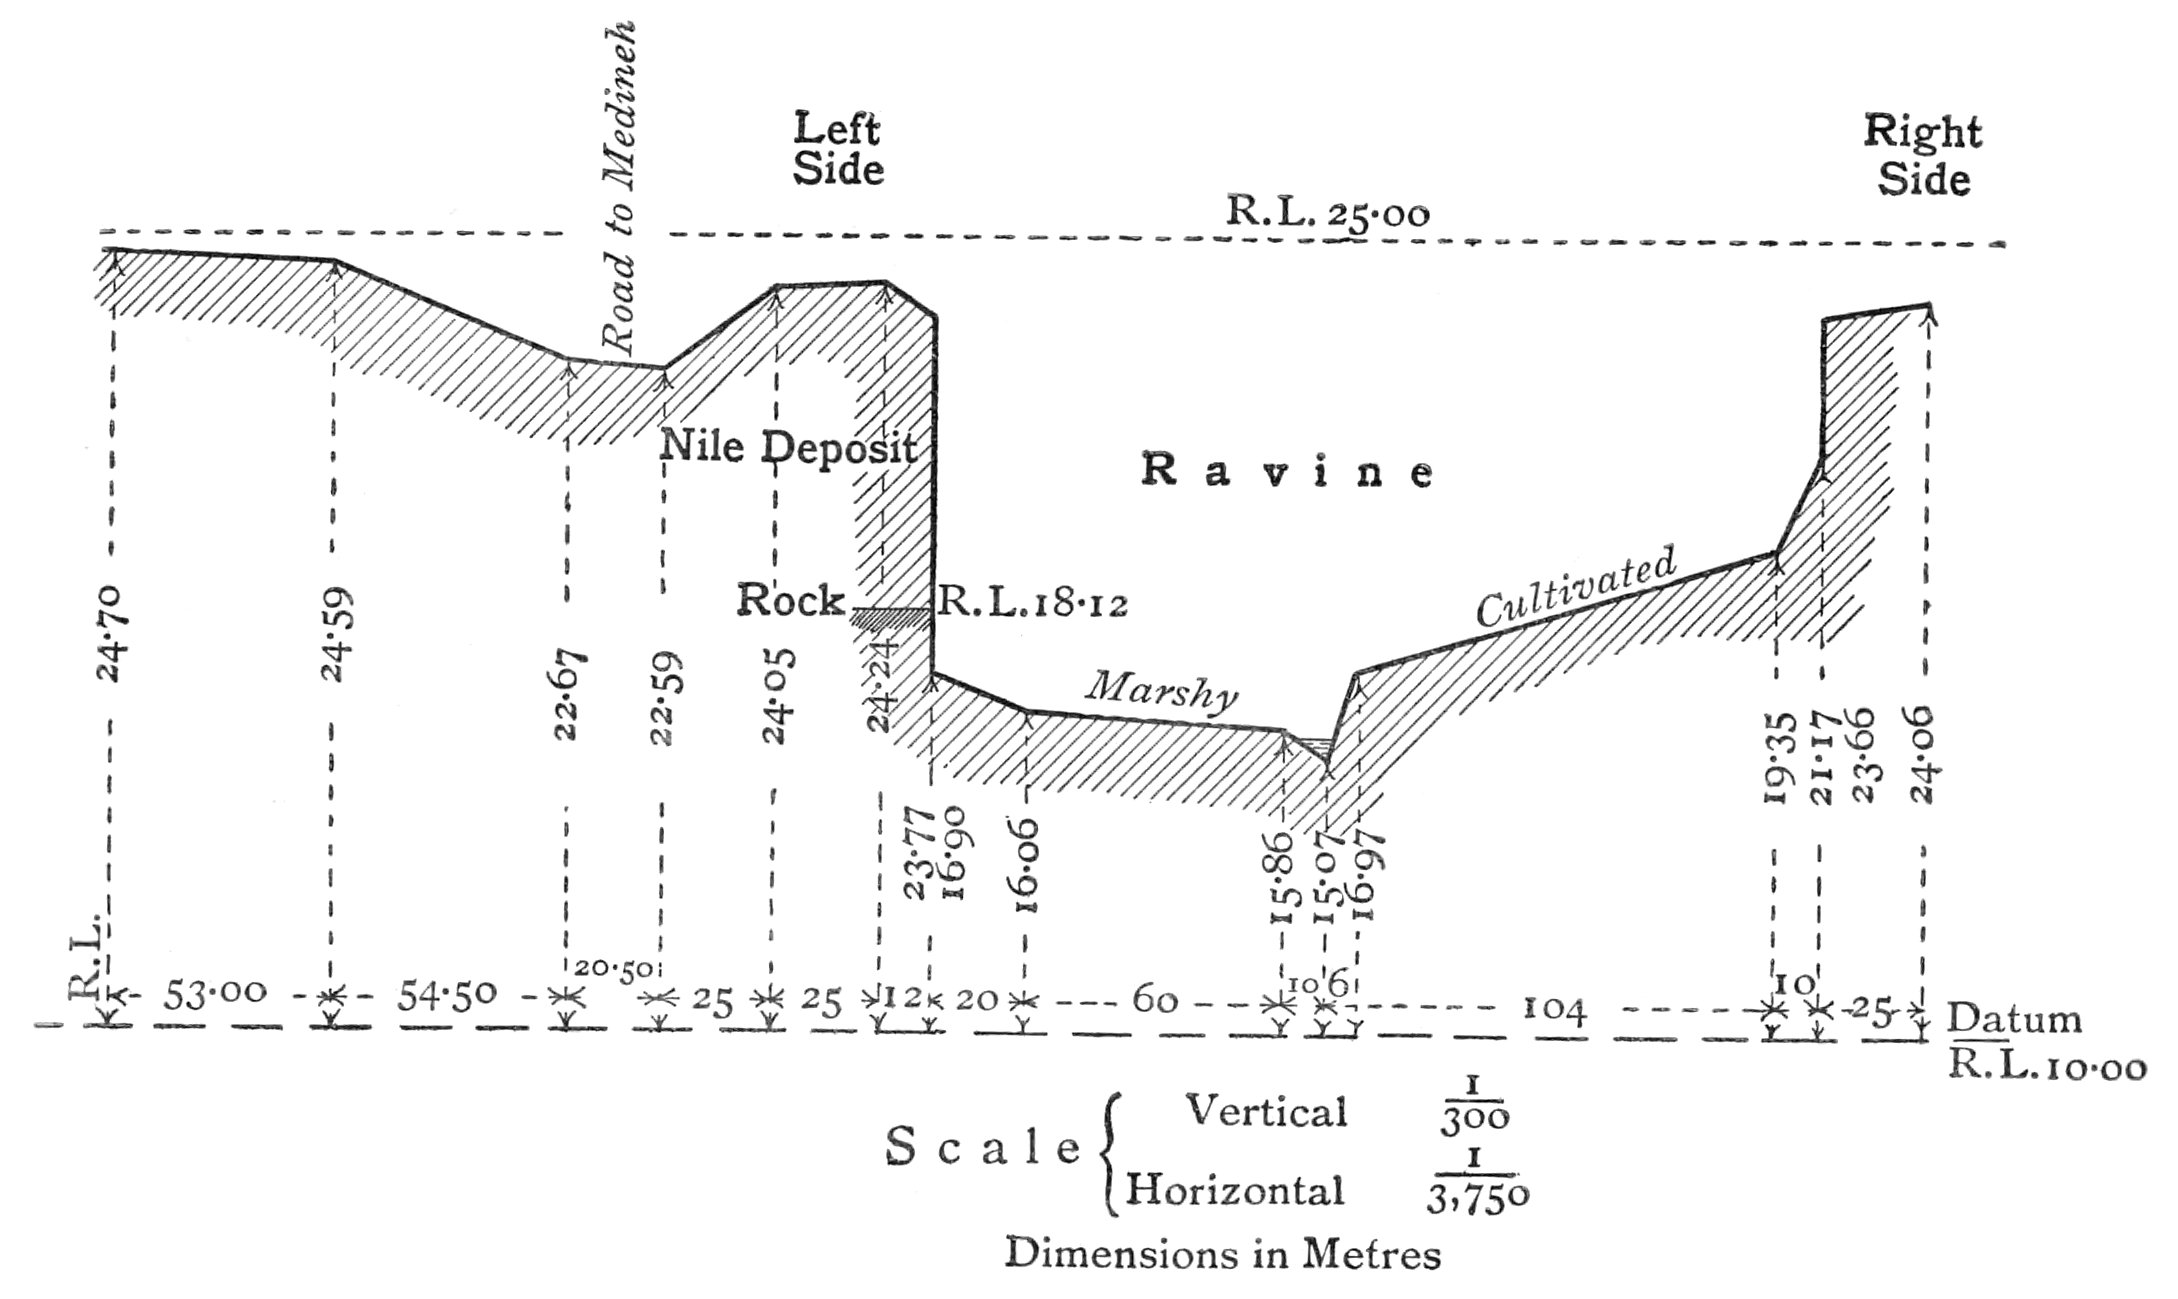 Road to Medineh
Left
Side
Right
Side
R.L. 25·00
Nile Deposit
Ravine
Rock
R.L.18·12
Marshy
Cultivated
24·70
24·59
22·67
22·59
24·05
24·24
23·77
16·90
16·06
15·86
15·07
16·97
19·35
21·17
23·66
24·06
R.L.
53·00
54·50
20·50
25
25
12
20
60
10
6
104
10
25
Datum
R.L.10·00
Scale { Vertical 1/300
Horizontal 1/3,750
Dimensions in Metres